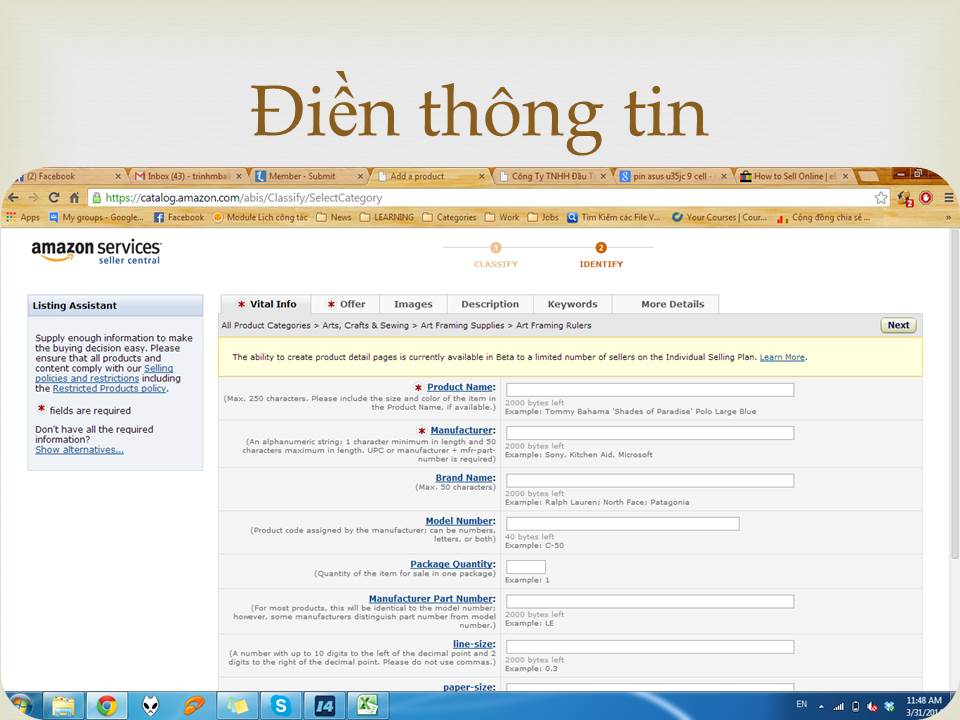 Điền thông tin
(2) Facebook
Inbox (43) - trinhmbal
Member - Submit
Add a product
Công Ty TNHH Đầu T
pin asus u35jc 9 cell -
How to Sell Online | e
https://catalog.amazon.com/abis/Classify/SelectCategory
Apps
My groups - Google...
Facebook
Module Lịch công tác
News
LEARNING
Categories
Work
Jobs
Tìm Kiếm các File V...
Your Courses | Cour...
Cộng đồng chia sẻ ...
»
amazon services
seller central
1
CLASSIFY
2
IDENTIFY
Listing Assistant
Supply enough information to make
the buying decision easy. Please
ensure that all products and
content comply with our Selling
policies and restrictions including
the Restricted Products policy.
* fields are required
Don't have all the required
information?
Show alternatives...
* Vital Info
* Offer
Images
Description
Keywords
More Details
All Product Categories > Arts, Crafts & Sewing > Art Framing Supplies > Art Framing Rulers
Next
The ability to create product detail pages is currently available in Beta to a limited number of sellers on the Individual Selling Plan. Learn More.
* Product Name:
(Max. 250 characters. Please include the size and color of the item in
the Product Name, if available.)
2000 bytes left
Example: Tommy Bahama 'Shades of Paradise' Polo Large Blue
* Manufacturer:
(An alphanumeric string; 1 character minimum in length and 50
characters maximum in length. UPC or manufacturer + mfr-part-
number is required)
2000 bytes left
Example: Sony, Kitchen Aid, Microsoft
Brand Name:
(Max. 50 characters)
2000 bytes left
Example: Ralph Lauren; North Face; Patagonia
Model Number:
(Product code assigned by the manufacturer; can be numbers,
letters, or both)
40 bytes left
Example: C-50
Package Quantity:
(Quantity of the item for sale in one package)
Example: 1
Manufacturer Part Number:
(For most products, this will be identical to the model number;
however, some manufacturers distinguish part number from model
number.)
2000 bytes left
Example: LE
line-size:
(A number with up to 10 digits to the left of the decimal point and 2
digits to the right of the decimal point. Please do not use commas.)
2000 bytes left
Example: 0.3
paper-size:
EN
11:48 AM
3/31/201